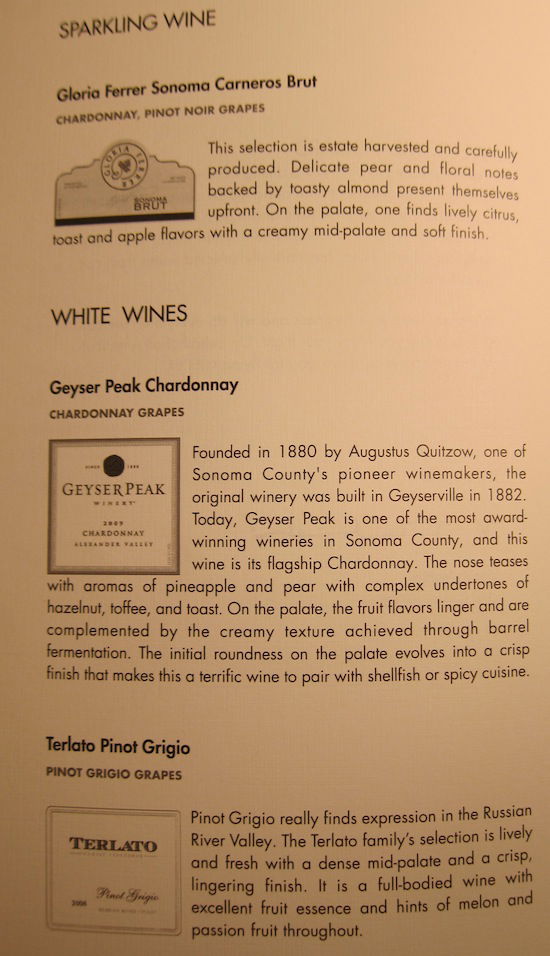 SPARKLING WINE
Gloria Ferrer Sonoma Carneros Brut
CHARDONNAY, PINOT NOIR GRAPES
GLORIA FERRER
SONOMA
BRUT
This selection is estate harvested and carefully
produced. Delicate pear and floral notes
backed by toasty almond present themselves
upfront. On the palate, one finds lively citrus,
toast and apple flavors with a creamy mid-palate and soft finish.
WHITE WINES
Geyser Peak Chardonnay
CHARDONNAY GRAPES
SINCE 1880
GEYSER PEAK
WINERY
2009
CHARDONNAY
ALEXANDER VALLEY
Founded in 1880 by Augustus Quitzow, one of
Sonoma County's pioneer winemakers, the
original winery was built in Geyserville in 1882.
Today, Geyser Peak is one of the most award-
winning wineries in Sonoma County, and this
wine is its flagship Chardonnay. The nose teases
with aromas of pineapple and pear with complex undertones of
hazelnut, toffee, and toast. On the palate, the fruit flavors linger and are
complemented by the creamy texture achieved through barrel
fermentation. The initial roundness on the palate evolves into a crisp
finish that makes this a terrific wine to pair with shellfish or spicy cuisine.
Terlato Pinot Grigio
PINOT GRIGIO GRAPES
TERLATO
Pinot Grigio
2008
Pinot Grigio really finds expression in the Russian
River Valley. The Terlato family's selection is lively
and fresh with a dense mid-palate and a crisp,
lingering finish. It is a full-bodied wine with
excellent fruit essence and hints of melon and
passion fruit throughout.